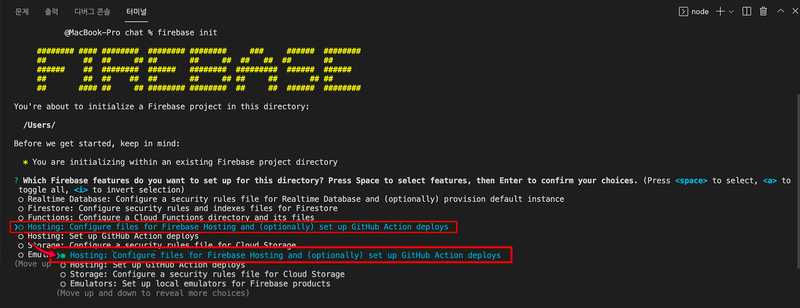 문제 출력 디버그 콘솔 터미널 node
@MacBook-Pro chat % firebase init
FIREBASE
You're about to initialize a Firebase project in this directory:
/Users/
Before we get started, keep in mind:
* You are initializing within an existing Firebase project directory
? Which Firebase features do you want to set up for this directory? Press Space to select features, then Enter to confirm your choices. (Press <space> to select, <a> to
toggle all, <i> to invert selection)
○ Realtime Database: Configure a security rules file for Realtime Database and (optionally) provision default instance
○ Firestore: Configure security rules and indexes files for Firestore
○ Functions: Configure a Cloud Functions directory and its files
❯○ Hosting: Configure files for Firebase Hosting and (optionally) set up GitHub Action deploys
○ Hosting: Set up GitHub Action deploys
○ Storage: Configure a security rules file for Cloud Storage
○ Emul
(Move up
❯◉ Hosting: Configure files for Firebase Hosting and (optionally) set up GitHub Action deploys
○ Hosting: Set up GitHub Action deploys
○ Storage: Configure a security rules file for Cloud Storage
○ Emulators: Set up local emulators for Firebase products
(Move up and down to reveal more choices)